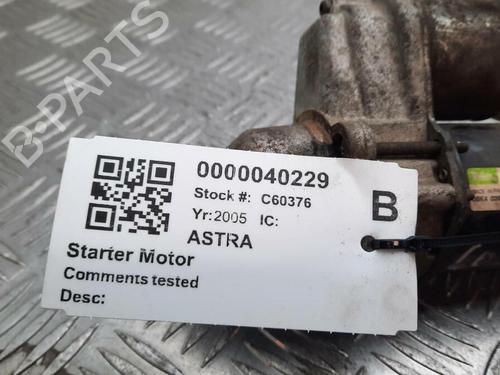 B-PARTS
0000040229
Stock #: C60376
B
Yr:2005 IC:
ASTRA
Starter Motor
Comments tested
Desc: